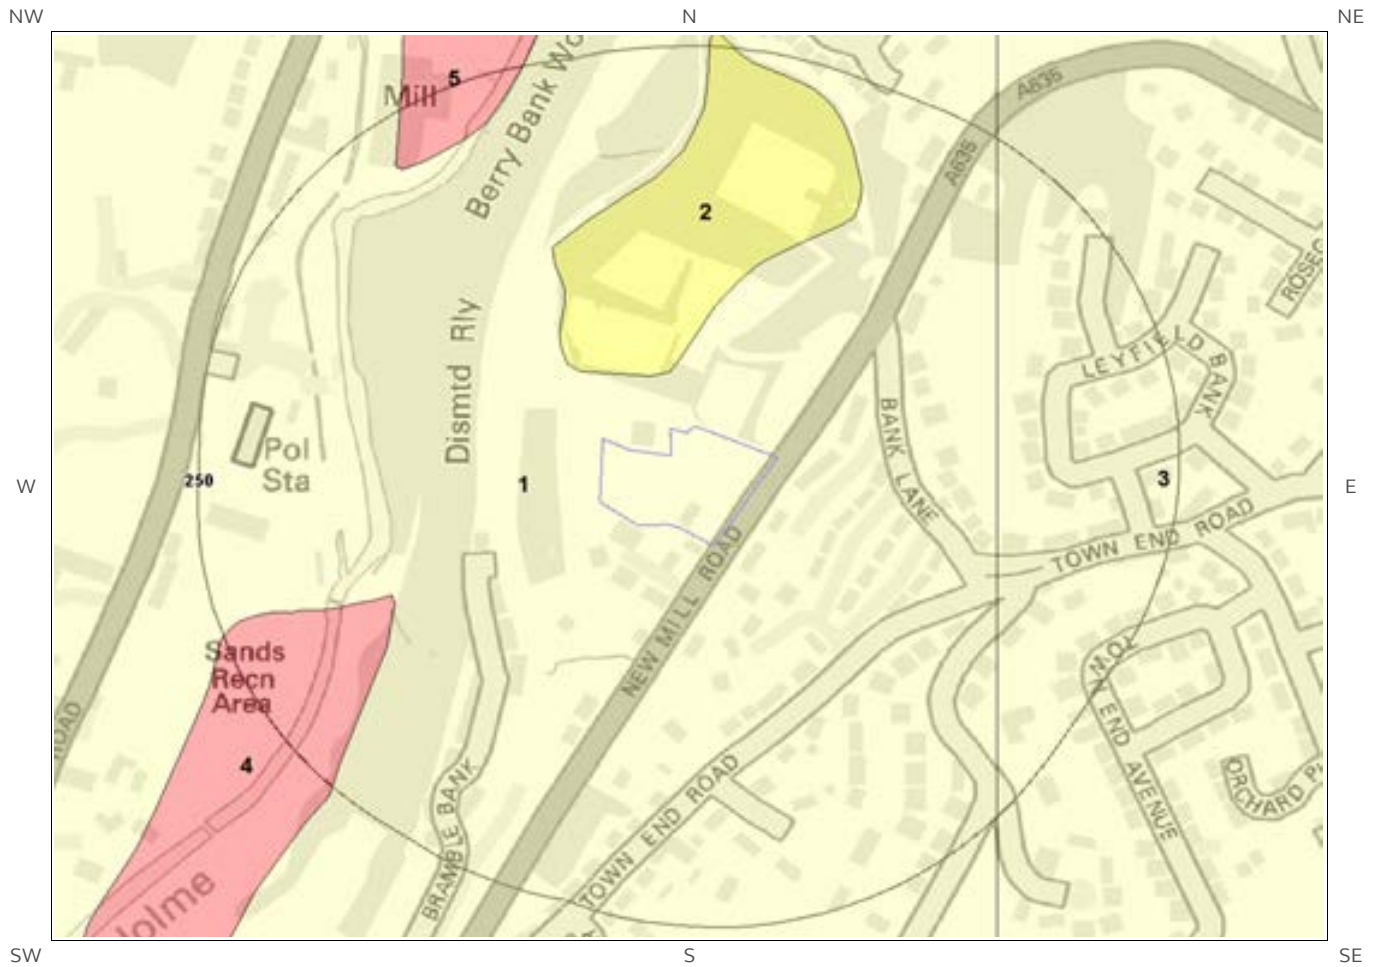 NW
N
NE
Mill
5
Berry Bank Wo
A635
A635
2
ROSEC
Dismtd Rly
LEYFIELD BANK
BANK LANE
Pol
Sta
W
250
1
3
E
TOWN END ROAD
NEW MILL ROAD
Sands
Recn
Area
4
ROAD
TOWN END AVENUE
ORCHARD P
BRAMBLE BANK
TOWN END ROAD
Holme
SW
S
SE